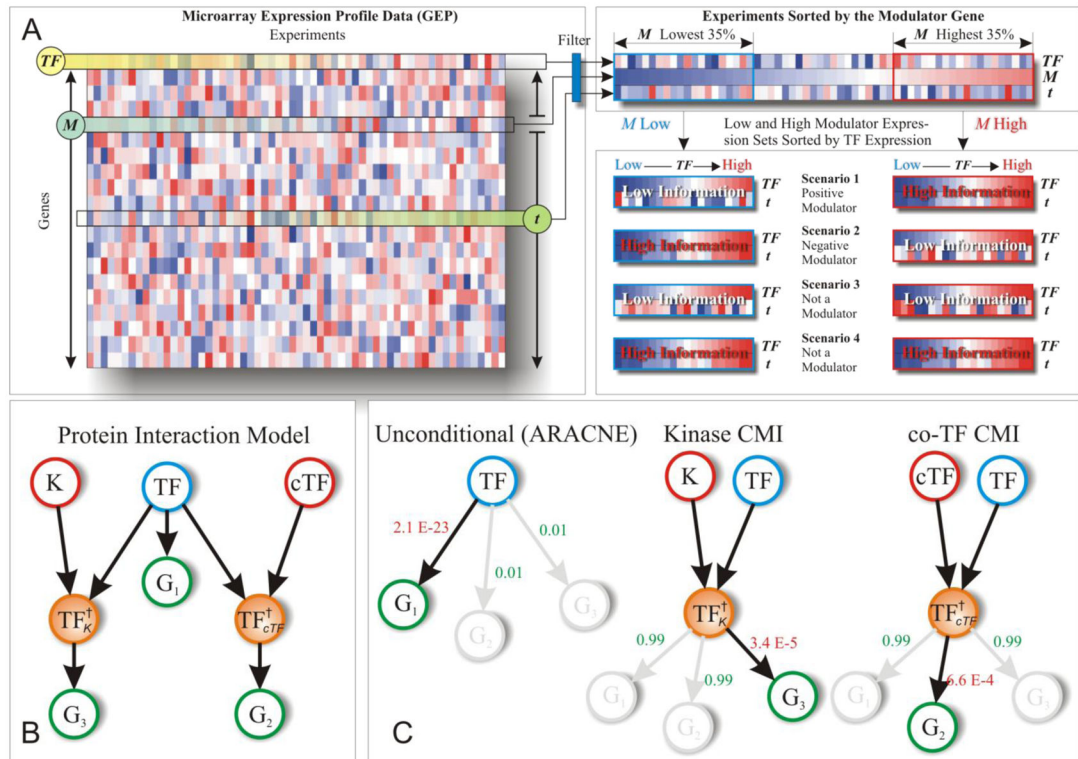 A
Microarray Expression Profile Data (GEP)
Experiments
TF
M
t
Genes
Filter
Experiments Sorted by the Modulator Gene
M Lowest 35%
M Highest 35%
TF
M
t
M Low
Low and High Modulator Expres-
sion Sets Sorted by TF Expression
M High
Low TF High
Low TF High
Low Information
TF
t
Scenario 1
Positive
Modulator
High Information
TF
t
High Information
TF
t
Scenario 2
Negative
Modulator
Low Information
TF
t
Low Information
TF
t
Scenario 3
Not a
Modulator
Low Information
TF
t
High Information
TF
t
Scenario 4
Not a
Modulator
High Information
TF
t
Protein Interaction Model
K
TF
cTF
G1
TF†K
TF†cTF
G3
G2
B
Unconditional (ARACNE)
TF
2.1 E-23
0.01
0.01
G1
G2
G3
Kinase CMI
K
TF
TF†K
0.99
0.99
3.4 E-5
G1
G2
G3
co-TF CMI
cTF
TF
TF†cTF
0.99
6.6 E-4
0.99
G1
G2
G3
C